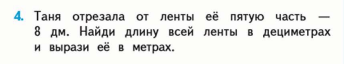 4. Таня отрезала от ленты её пятую часть —
8 дм. Найди длину всей ленты в дециметрах
и вырази её в метрах.